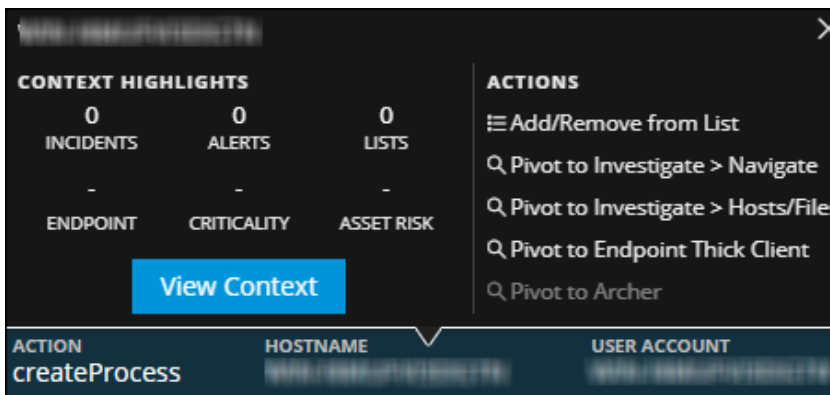 CONTEXT HIGHLIGHTS
0 0 0
INCIDENTS ALERTS LISTS
- - -
ENDPOINT CRITICALITY ASSET RISK
View Context
ACTIONS
Add/Remove from List
Pivot to Investigate > Navigate
Pivot to Investigate > Hosts/File
Pivot to Endpoint Thick Client
Pivot to Archer
ACTION HOSTNAME USER ACCOUNT
createProcess